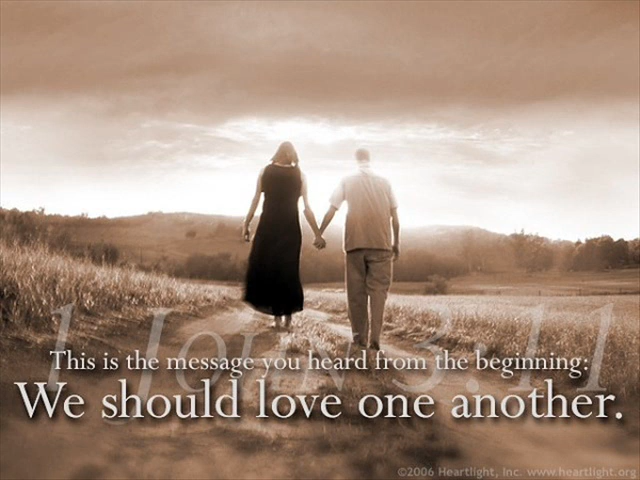 1 John 3:11
This is the message you heard from the beginning:
We should love one another.
©2006 Heartlight, Inc. www.heartlight.org